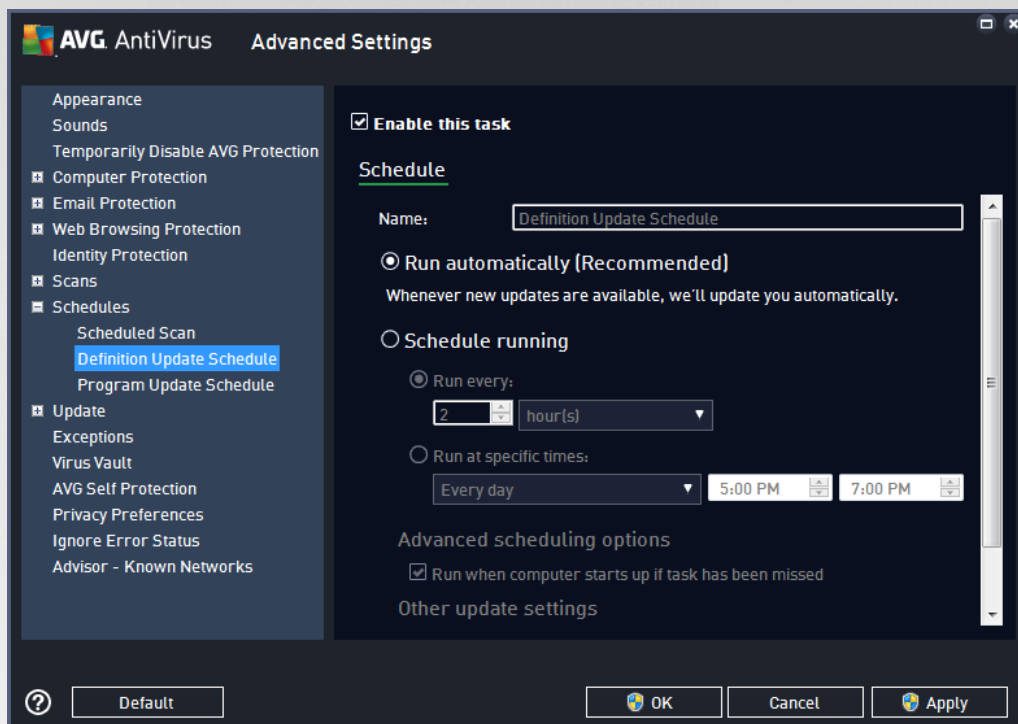 AVG AntiVirus Advanced Settings
Appearance
Sounds
Temporarily Disable AVG Protection
Computer Protection
Email Protection
Web Browsing Protection
Identity Protection
Scans
Schedules
Scheduled Scan
Definition Update Schedule
Program Update Schedule
Update
Exceptions
Virus Vault
AVG Self Protection
Privacy Preferences
Ignore Error Status
Advisor - Known Networks
Enable this task
Schedule
Name: Definition Update Schedule
Run automatically (Recommended)
Whenever new updates are available, we'll update you automatically.
Schedule running
Run every:
2 hour(s)
Run at specific times:
Every day 5:00 PM 7:00 PM
Advanced scheduling options
Run when computer starts up if task has been missed
Other update settings
? Default OK Cancel Apply